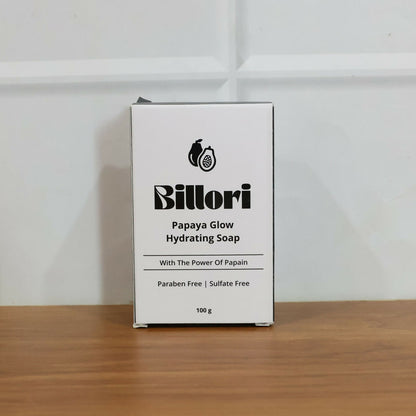 Billori
Papaya Glow
Hydrating Soap
With The Power Of Papain
Paraben Free | Sulfate Free
100 g